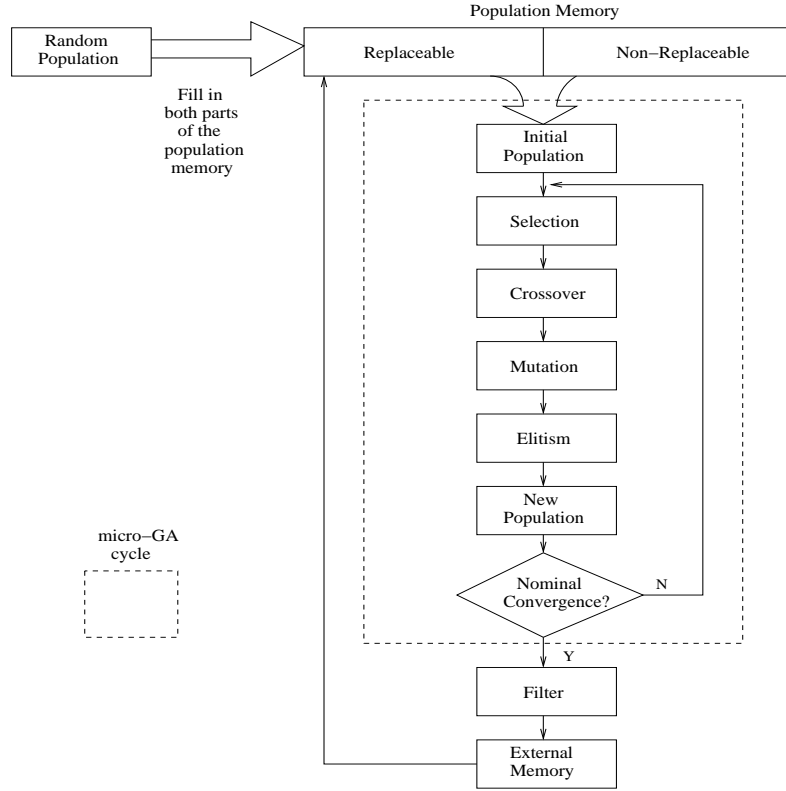 Population Memory
Random
Population
Replaceable
Non−Replaceable
Fill in
both parts
of the
population
memory
Initial
Population
Selection
Crossover
Mutation
Elitism
New
Population
micro−GA
cycle
Nominal
Convergence?
N
Y
Filter
External
Memory